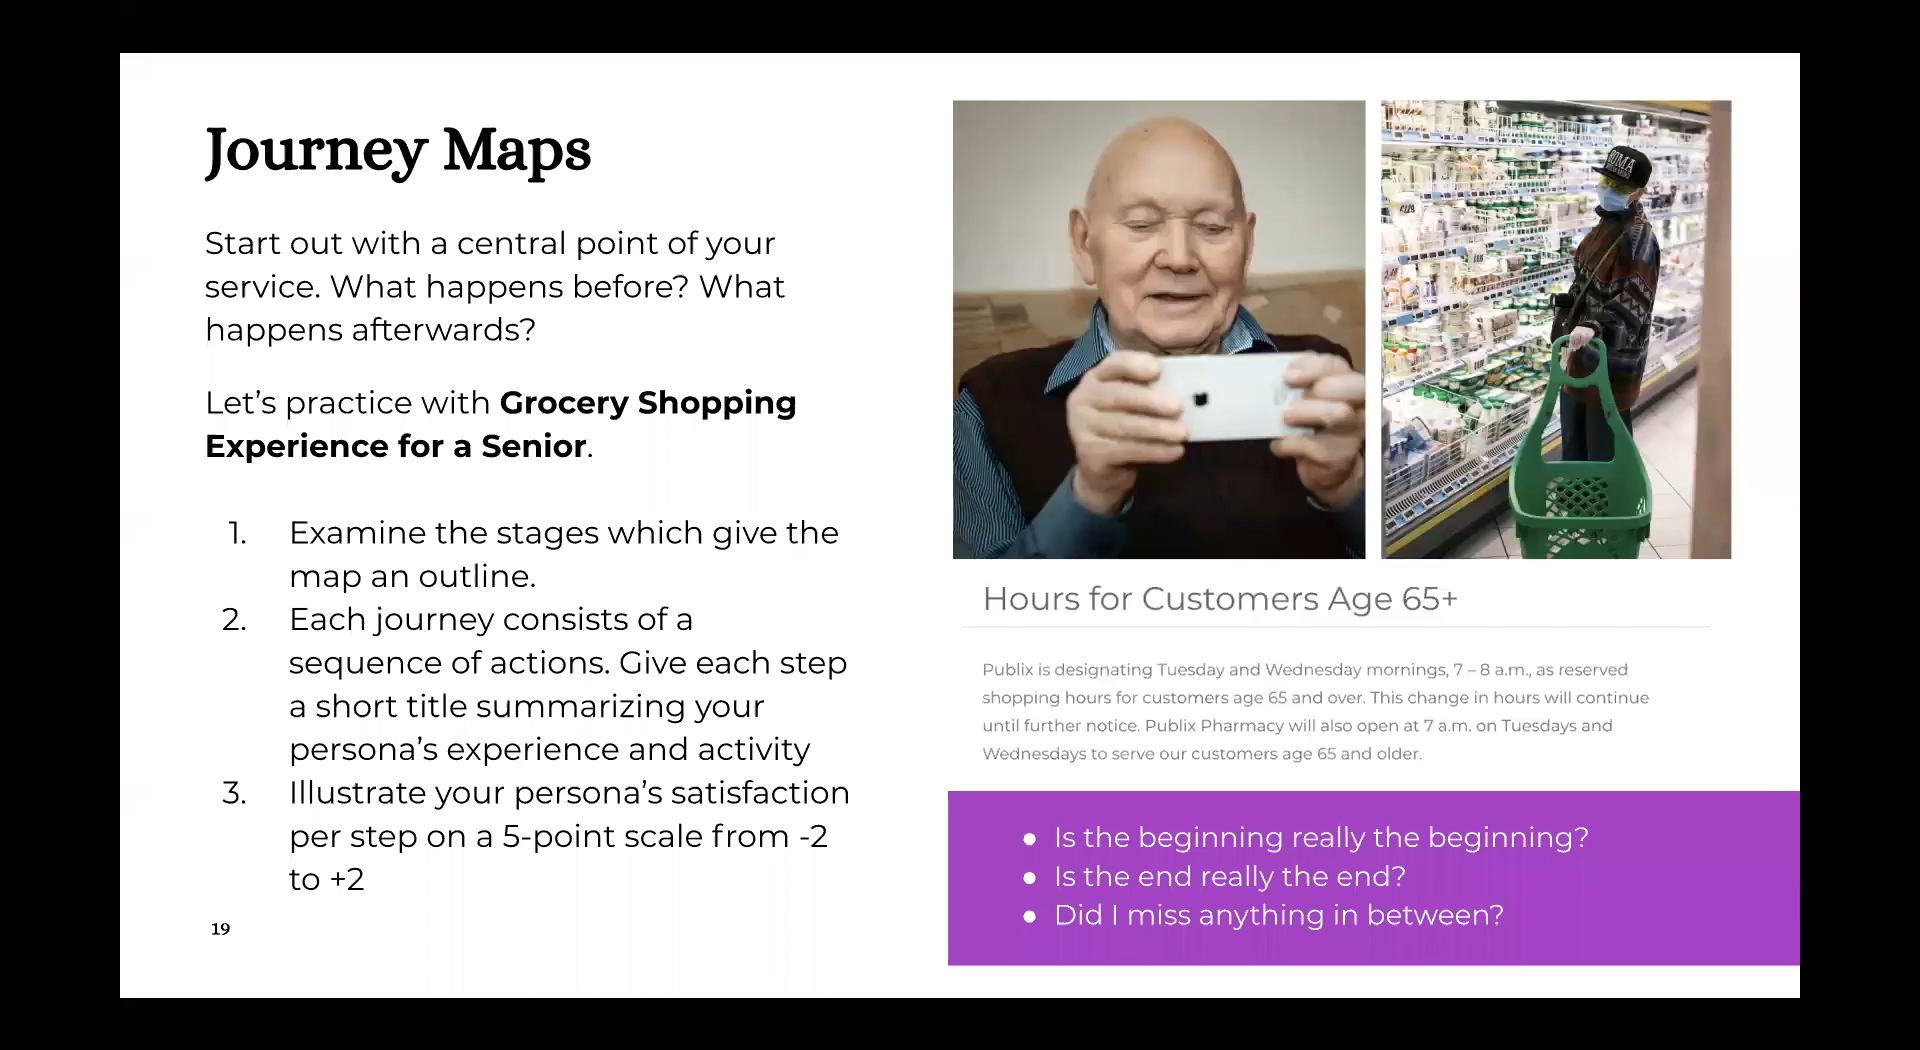 Journey Maps
Start out with a central point of your
service. What happens before? What
happens afterwards?
Let's practice with Grocery Shopping
Experience for a Senior.
1. Examine the stages which give the
map an outline.
2. Each journey consists of a
sequence of actions. Give each step
a short title summarizing your
persona's experience and activity
3. Illustrate your persona's satisfaction
per step on a 5-point scale from -2
to +2
19
ROMA
Hours for Customers Age 65+
Publix is designating Tuesday and Wednesday mornings, 7 – 8 a.m., as reserved
shopping hours for customers age 65 and over. This change in hours will continue
until further notice. Publix Pharmacy will also open at 7 a.m. on Tuesdays and
Wednesdays to serve our customers age 65 and older.
● Is the beginning really the beginning?
● Is the end really the end?
● Did I miss anything in between?